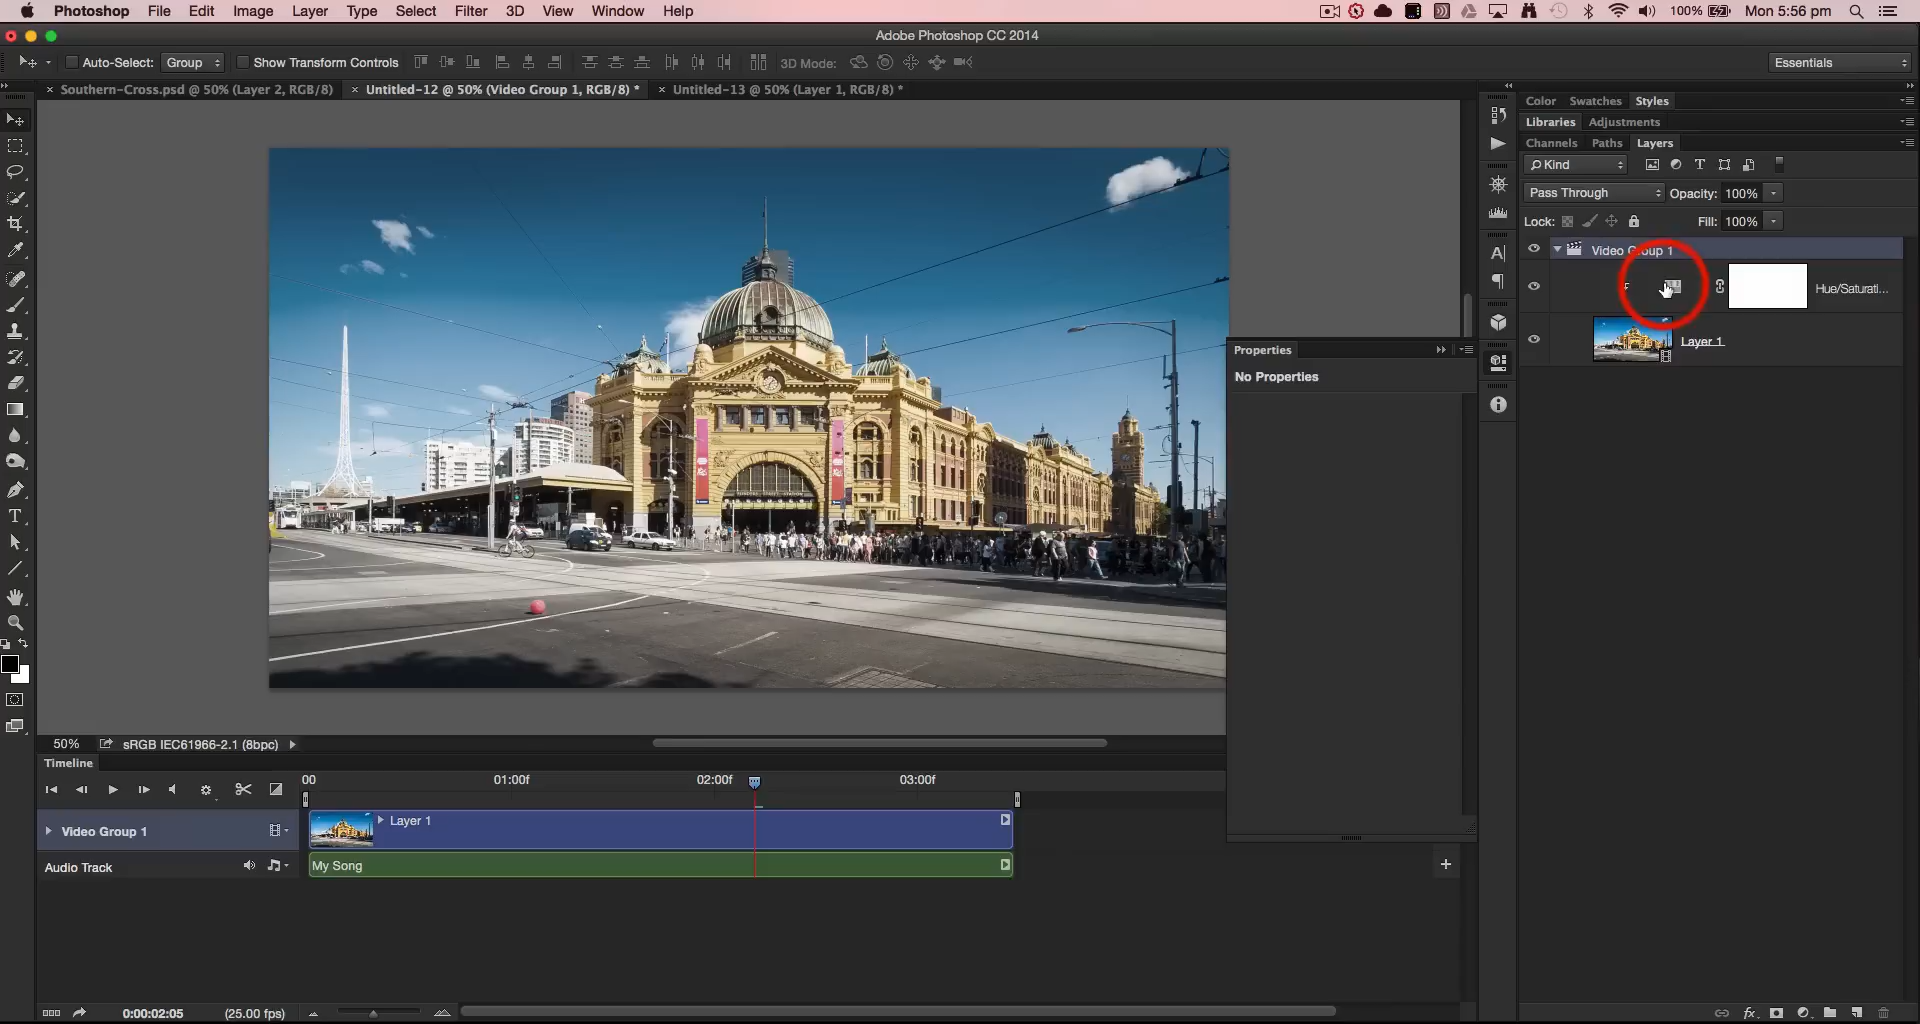 Photoshop File Edit Image Layer Type Select Filter 3D View Window Help 100% Mon 5:56 pm
Adobe Photoshop CC 2014
Auto-Select: Group Show Transform Controls 3D Mode: Essentials
Southern-Cross.psd @ 50% (Layer 2, RGB/8) Untitled-12 @ 50% (Video Group 1, RGB/8) * Untitled-13 @ 50% (Layer 1, RGB/8) *
Color Swatches Styles
Libraries Adjustments
Channels Paths Layers
Kind
Pass Through Opacity: 100%
Lock: Fill: 100%
Video Group 1
Hue/Saturati...
Layer 1
Properties
No Properties
50% sRGB IEC61966-2.1 (8bpc)
Timeline
00 01:00f 02:00f 03:00f
Video Group 1 Layer 1
Audio Track My Song
0:00:02:05 (25.00 fps)